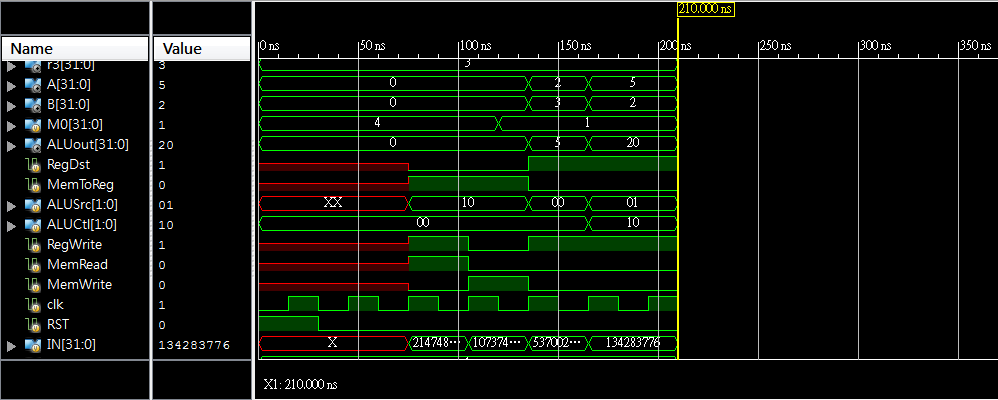 210.000 ns
Name Value
0 ns 50 ns 100 ns 150 ns 200 ns 250 ns 300 ns 350 ns
r3[31:0] 3 3
A[31:0] 5 0 2 5
B[31:0] 2 0 3 2
M0[31:0] 1 4 1
ALUout[31:0] 20 0 5 20
RegDst 1
MemToReg 0
ALUSrc[1:0] 01 XX 10 00 01
ALUCtl[1:0] 10 00 10
RegWrite 1
MemRead 0
MemWrite 0
clk 1
RST 0
IN[31:0] 134283776 X 214748··· 107374··· 537002··· 134283776
X1: 210.000 ns